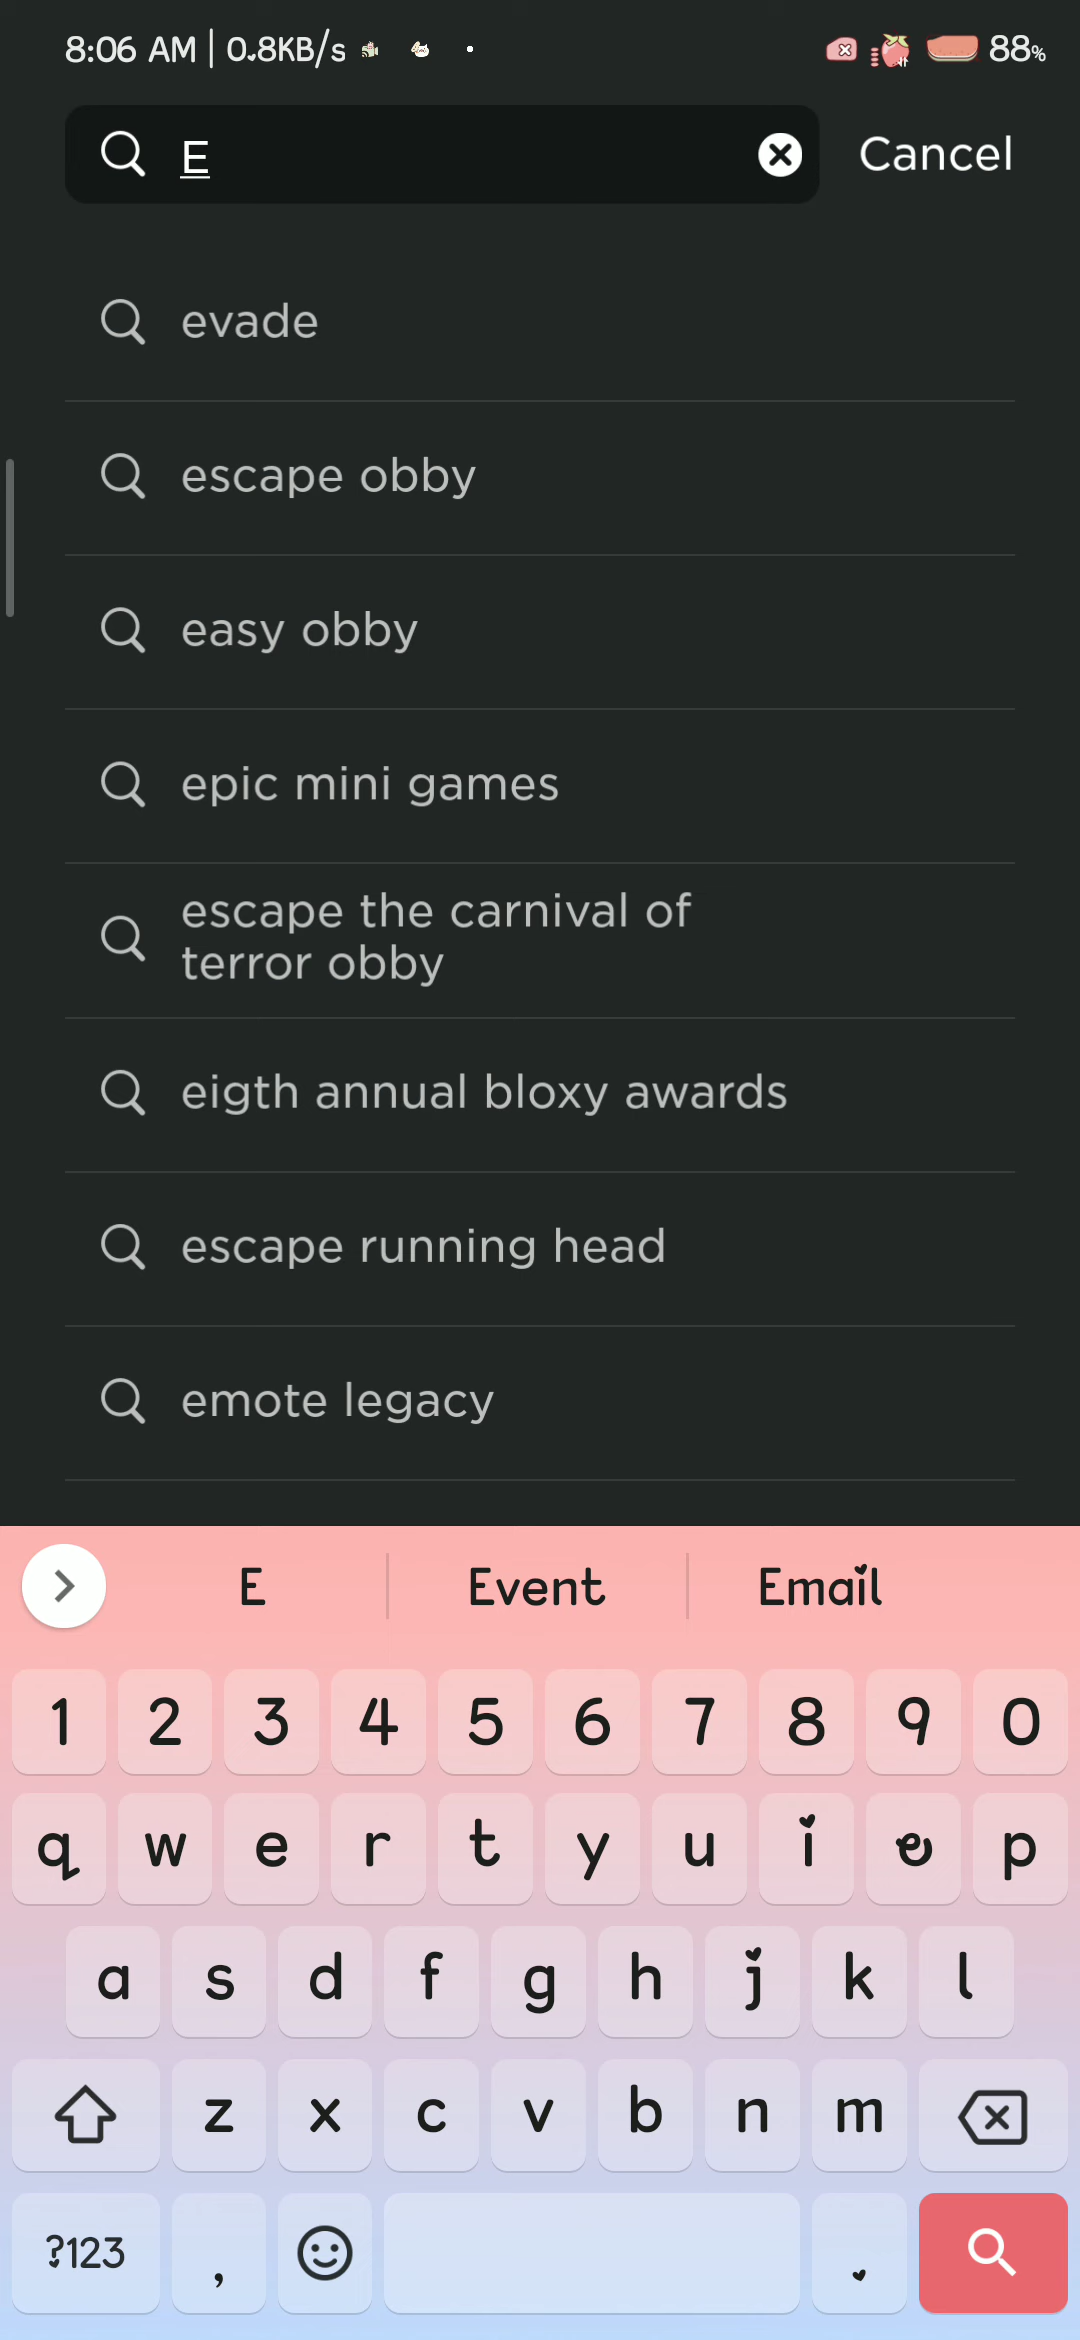 8:06 AM | 0.8KB/s 88%
E Cancel
evade
escape obby
easy obby
epic mini games
escape the carnival of
terror obby
eigth annual bloxy awards
escape running head
emote legacy
E Event Email
1 2 3 4 5 6 7 8 9 0
q w e r t y u i o p
a s d f g h j k l
z x c v b n m
?123 , .